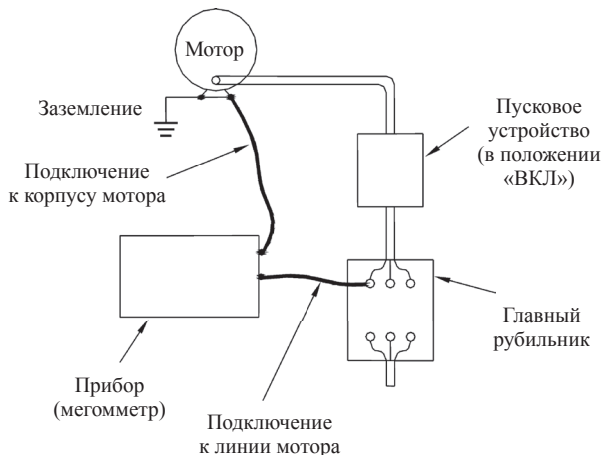 Мотор
Заземление
Пусковое
устройство
(в положении
«ВКЛ»)
Подключение
к корпусу мотора
Главный
рубильник
Прибор
(мегомметр)
Подключение
к линии мотора